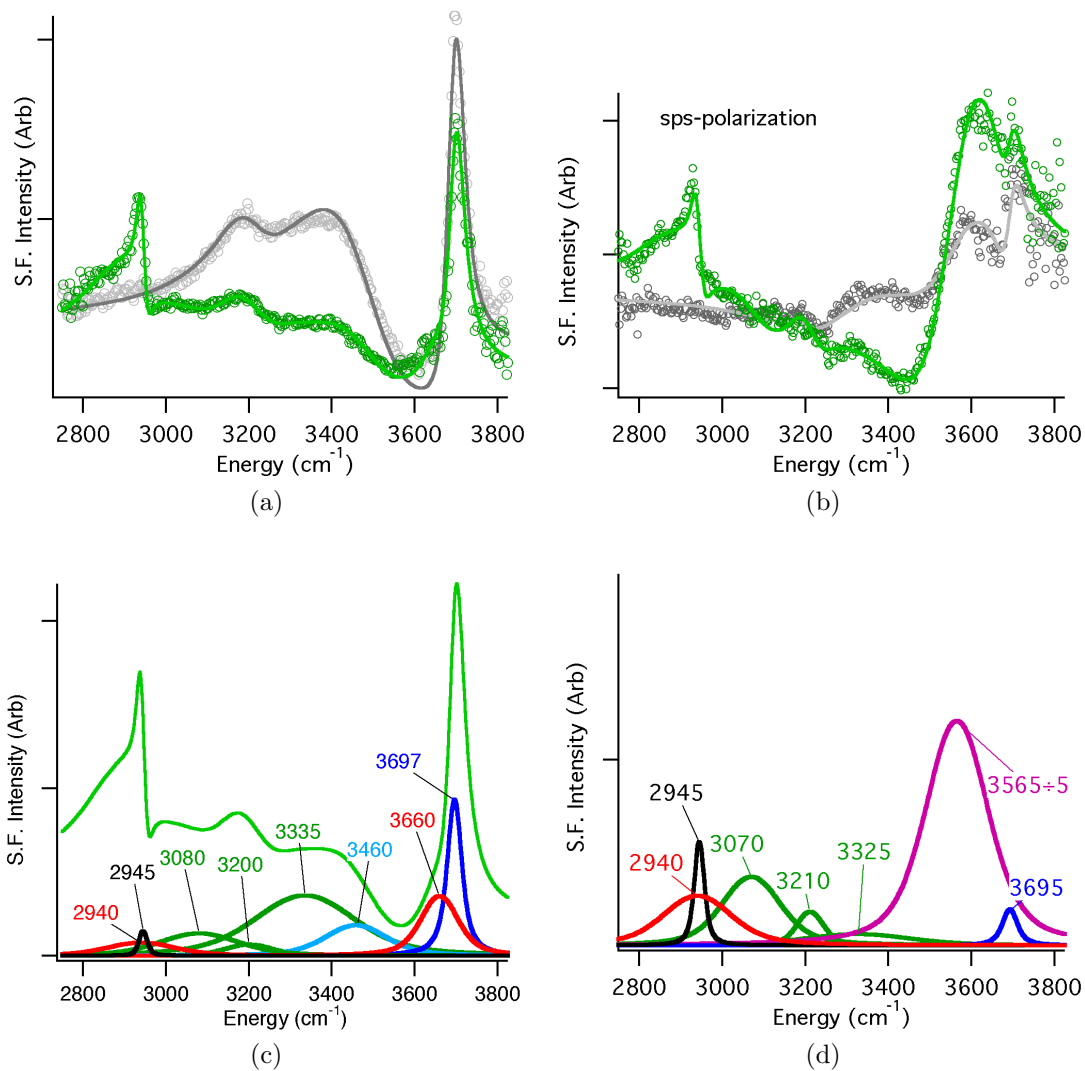 S.F. Intensity (Arb)
2800 3000 3200 3400 3600 3800
Energy (cm-1)
(a)
sps-polarization
S.F. Intensity (Arb)
2800 3000 3200 3400 3600 3800
Energy (cm-1)
(b)
S.F. Intensity (Arb)
3697
3660
3335
3460
3080
3200
2945
2940
2800 3000 3200 3400 3600 3800
Energy (cm-1)
(c)
S.F. Intensity (Arb)
2945
3565÷5
2940
3070
3325
3210
3695
2800 3000 3200 3400 3600 3800
Energy (cm-1)
(d)